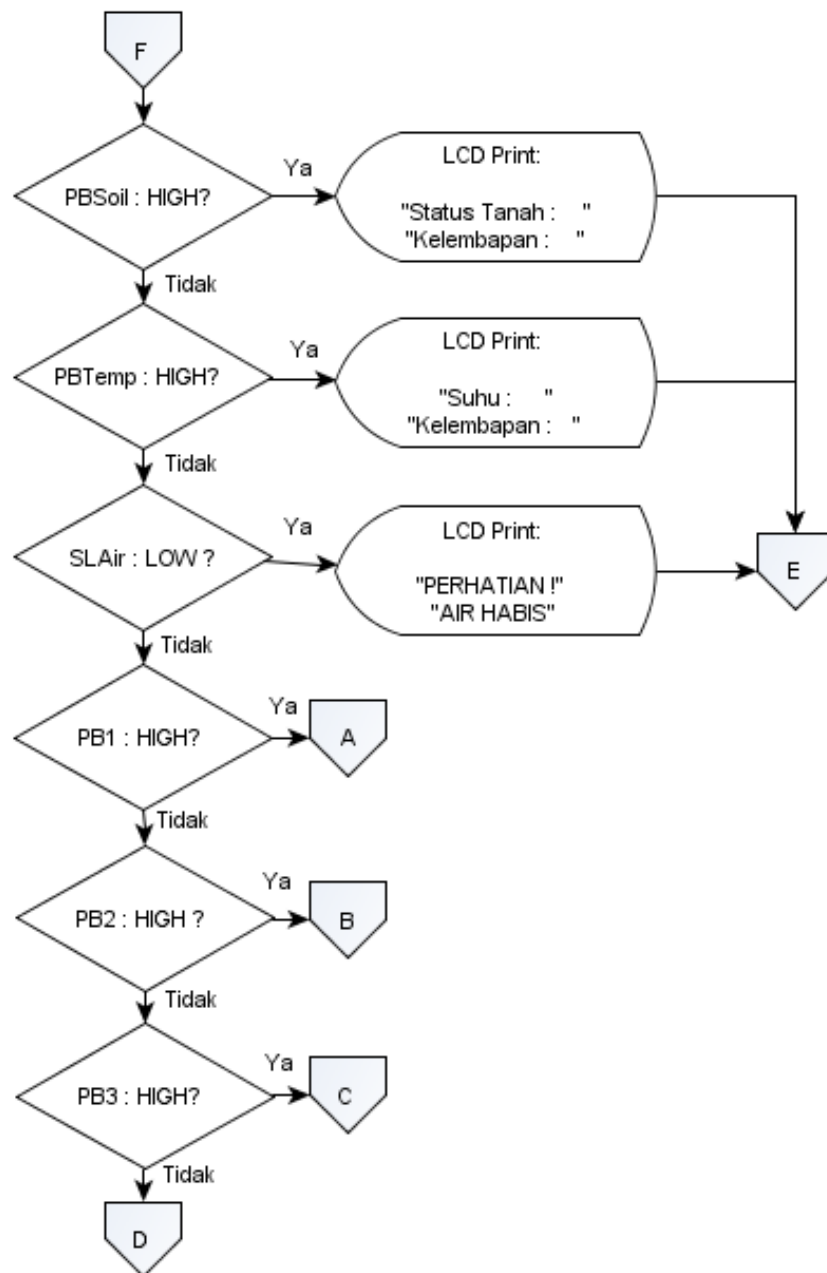 F
PBSoil : HIGH?
Ya
LCD Print:
"Status Tanah :     "
"Kelembapan :     "
Tidak
PBTemp : HIGH?
Ya
LCD Print:
"Suhu :      "
"Kelembapan :   "
Tidak
SLAir : LOW ?
Ya
LCD Print:
"PERHATIAN !"
"AIR HABIS"
E
Tidak
PB1 : HIGH?
Ya
A
Tidak
PB2 : HIGH ?
Ya
B
Tidak
PB3 : HIGH?
Ya
C
Tidak
D